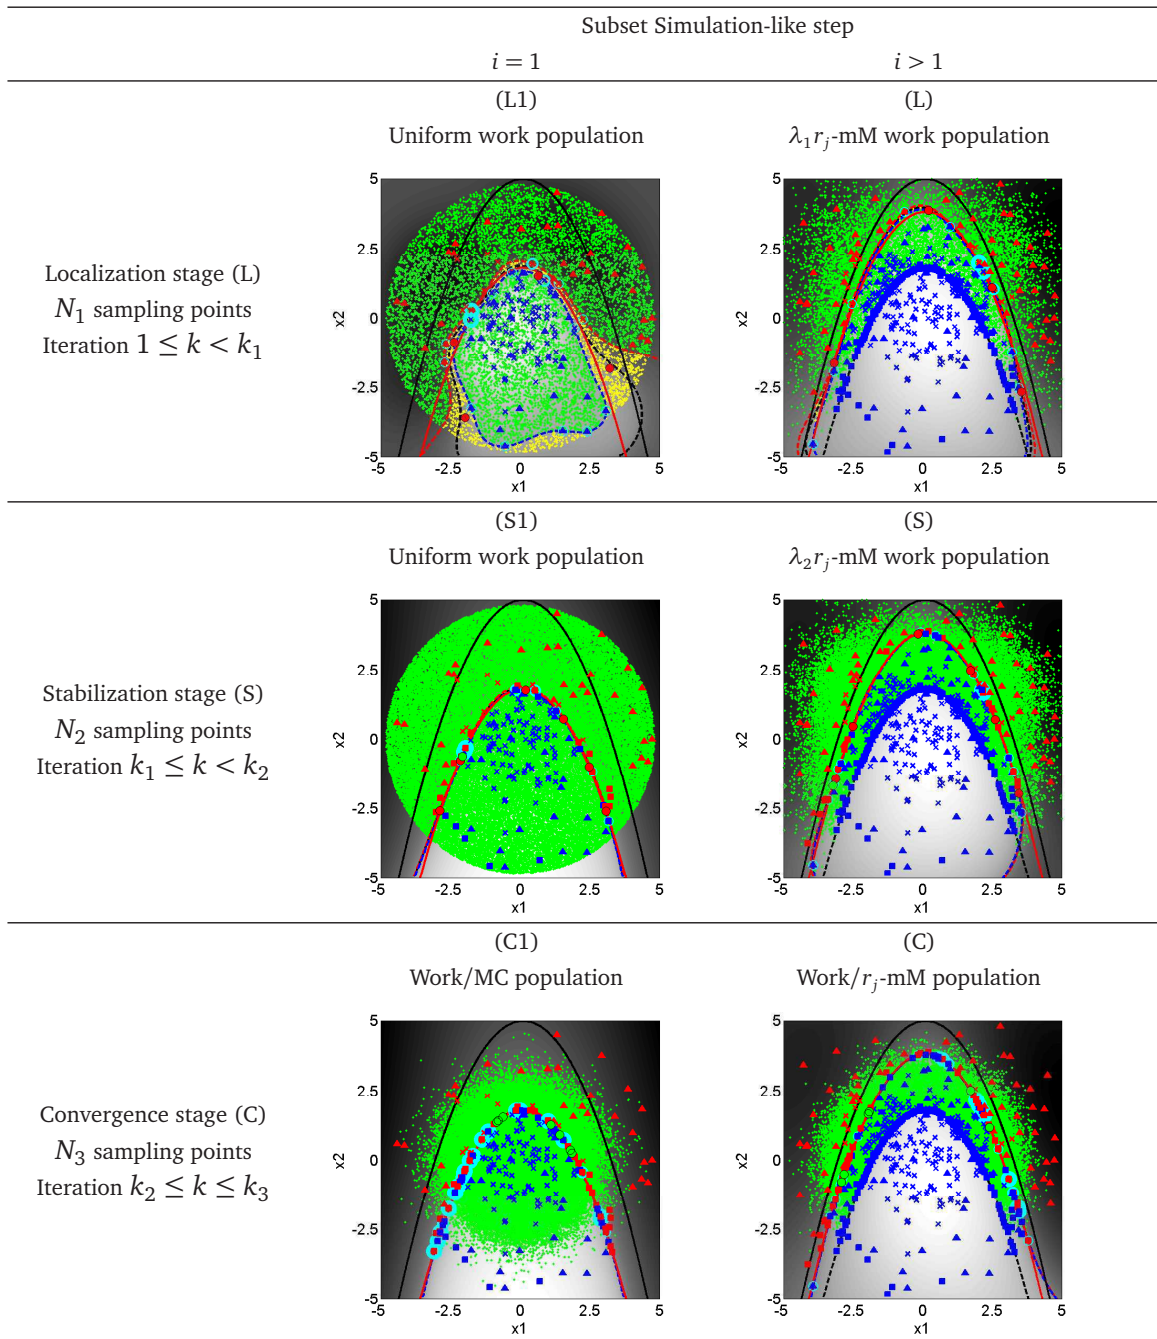 Subset Simulation-like step
i = 1
i > 1
(L1)
(L)
Uniform work population
λ₁rⱼ-mM work population
Localization stage (L)
N₁ sampling points
Iteration 1 ≤ k < k₁
5
2.5
0
-2.5
-5
x2
-5
-2.5
0
2.5
5
x1
5
2.5
0
-2.5
-5
x2
-5
-2.5
0
2.5
5
x1
(S1)
(S)
Uniform work population
λ₂rⱼ-mM work population
Stabilization stage (S)
N₂ sampling points
Iteration k₁ ≤ k < k₂
5
2.5
0
-2.5
-5
x2
-5
-2.5
0
2.5
5
x1
5
2.5
0
-2.5
-5
x2
-5
-2.5
0
2.5
5
x1
(C1)
(C)
Work/MC population
Work/rⱼ-mM population
Convergence stage (C)
N₃ sampling points
Iteration k₂ ≤ k ≤ k₃
5
2.5
0
-2.5
-5
x2
-5
-2.5
0
2.5
5
x1
5
2.5
0
-2.5
-5
x2
-5
-2.5
0
2.5
5
x1